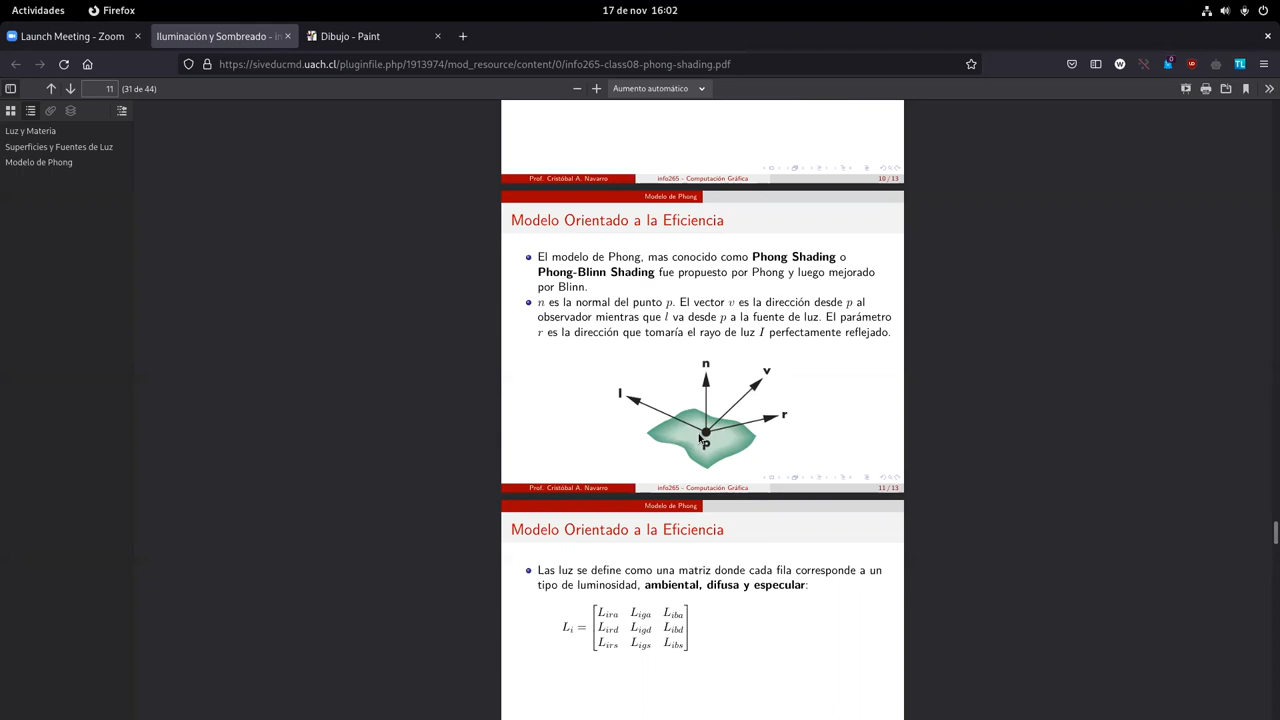 Actividades
Firefox
17 de nov 16:02
Launch Meeting - Zoom
Iluminación y Sombreado - in
Dibujo - Paint
https://siveducmd.uach.cl/pluginfile.php/1913974/mod_resource/content/0/info265-class08-phong-shading.pdf
11
(31 de 44)
Aumento automático
Luz y Materia
Superficies y Fuentes de Luz
Modelo de Phong
Prof. Cristóbal A. Navarro
info265 - Computación Gráfica
10 / 13
Modelo de Phong
Modelo Orientado a la Eficiencia
El modelo de Phong, mas conocido como Phong Shading o
Phong-Blinn Shading fue propuesto por Phong y luego mejorado
por Blinn.
n es la normal del punto p. El vector v es la dirección desde p al
observador mientras que l va desde p a la fuente de luz. El parámetro
r es la dirección que tomaría el rayo de luz I perfectamente reflejado.
n
v
l
r
p
Prof. Cristóbal A. Navarro
info265 - Computación Gráfica
11 / 13
Modelo de Phong
Modelo Orientado a la Eficiencia
Las luz se define como una matriz donde cada fila corresponde a un
tipo de luminosidad, ambiental, difusa y especular:
L_ira L_iga L_iba
L_i = L_ird L_igd L_ibd
L_irs L_igs L_ibs